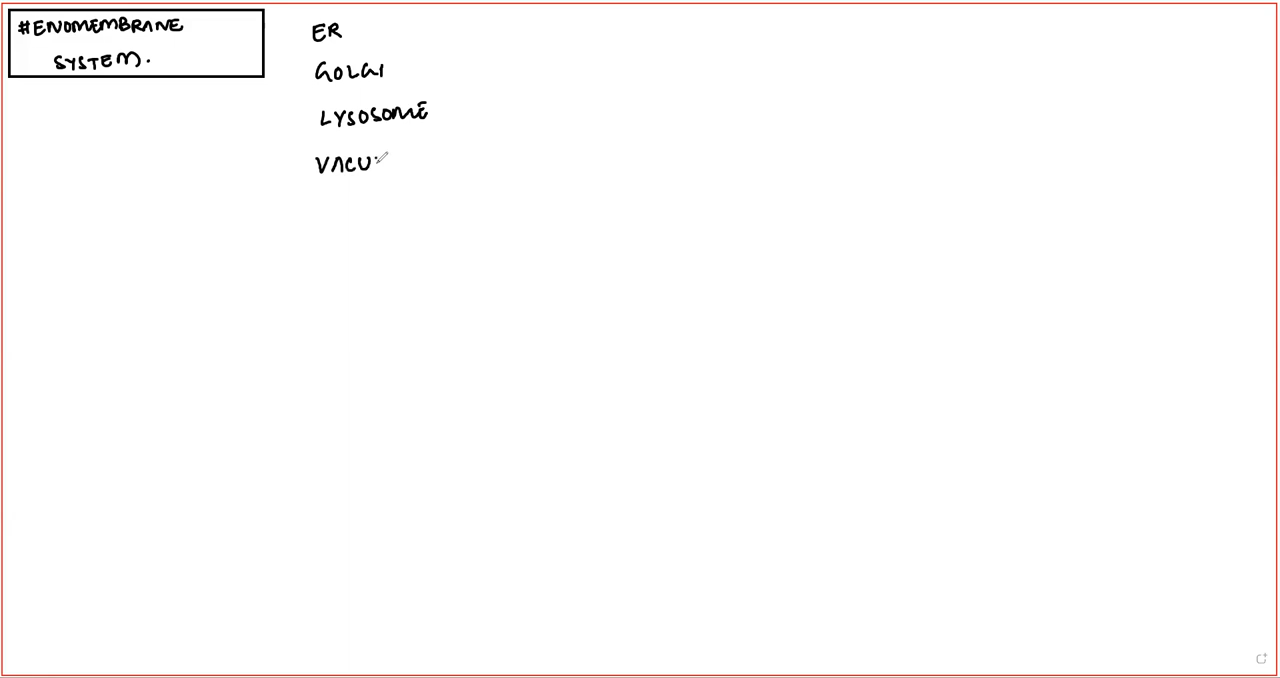 #ENDOMEMBRANE
SYSTEM.
ER
GOLGI
LYSOSOME
VACU